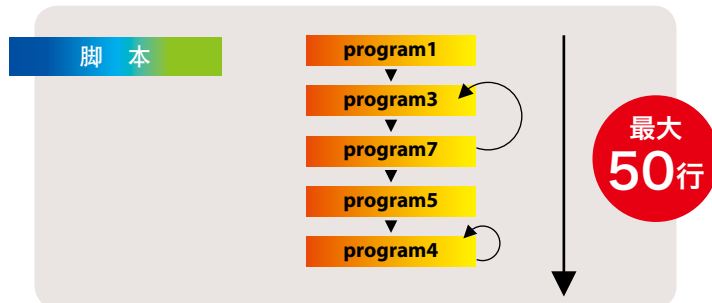 脚 本
program1
program3
program7
program5
program4
最大
50行